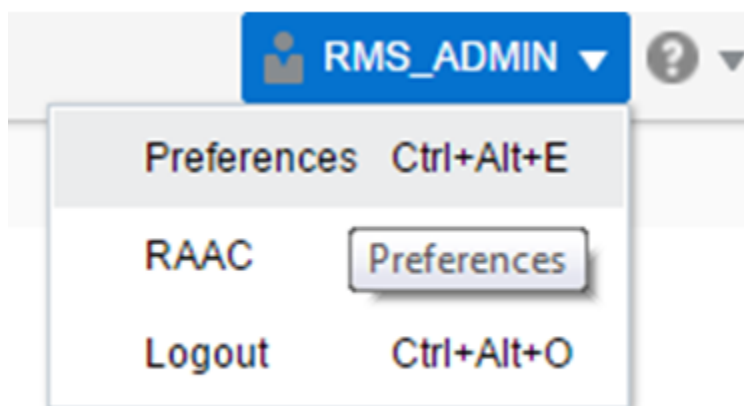 RMS_ADMIN ?
Preferences Ctrl+Alt+E
RAAC
Preferences
Logout Ctrl+Alt+O